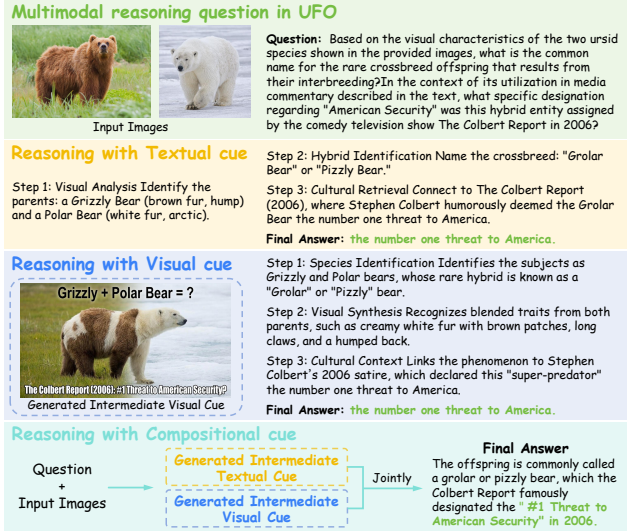 Multimodal reasoning question in UFO
Input Images
Question: Based on the visual characteristics of the two ursid
species shown in the provided images, what is the common
name for the rare crossbreed offspring that results from
their interbreeding?In the context of its utilization in media
commentary described in the text, what specific designation
regarding "American Security" was this hybrid entity assigned
by the comedy television show The Colbert Report in 2006?
Reasoning with Textual cue
Step 1: Visual Analysis Identify the
parents: a Grizzly Bear (brown fur, hump)
and a Polar Bear (white fur, arctic).
Step 2: Hybrid Identification Name the crossbreed: "Grolar
Bear" or "Pizzly Bear."
Step 3: Cultural Retrieval Connect to The Colbert Report
(2006), where Stephen Colbert humorously deemed the Grolar
Bear the number one threat to America.
Final Answer: the number one threat to America.
Reasoning with Visual cue
Grizzly + Polar Bear = ?
The Colbert Report (2006): #1 Threat to American Security?
Generated Intermediate Visual Cue
Step 1: Species Identification Identifies the subjects as
Grizzly and Polar bears, whose rare hybrid is known as a
"Grolar" or "Pizzly" bear.
Step 2: Visual Synthesis Recognizes blended traits from both
parents, such as creamy white fur with brown patches, long
claws, and a humped back.
Step 3: Cultural Context Links the phenomenon to Stephen
Colbert's 2006 satire, which declared this "super-predator"
the number one threat to America.
Final Answer: the number one threat to America.
Reasoning with Compositional cue
Question
+
Input Images
Generated Intermediate
Textual Cue
Generated Intermediate
Visual Cue
Jointly
Final Answer
The offspring is commonly called
a grolar or pizzly bear, which the
Colbert Report famously
designated the " #1 Threat to
American Security" in 2006.